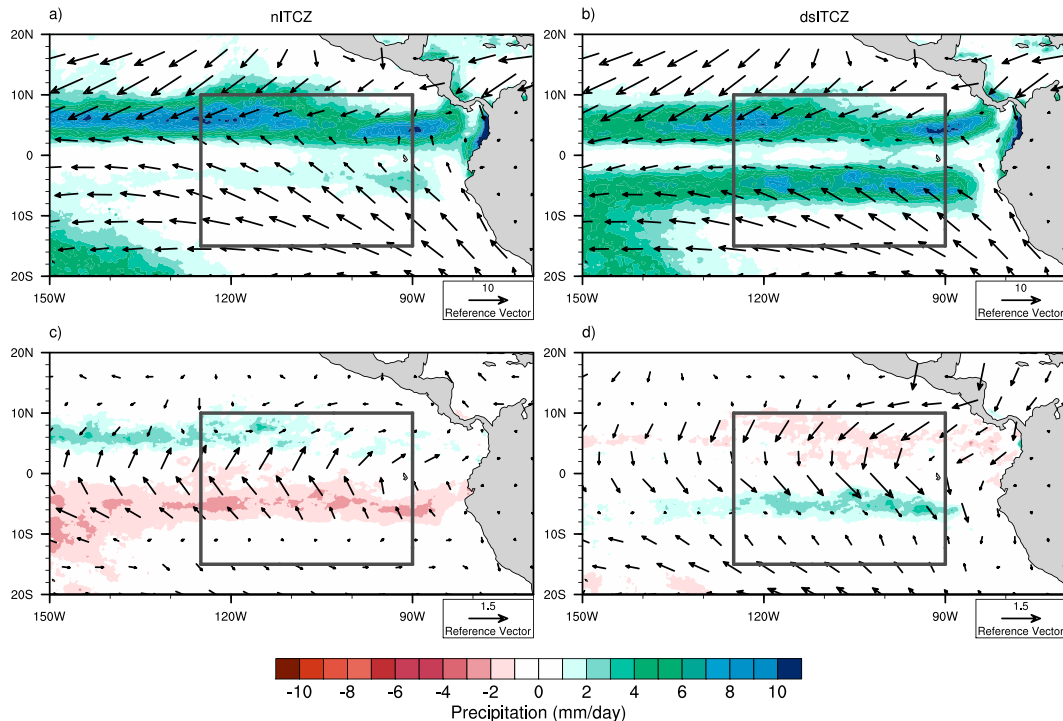 a) nITCZ
b) dsITCZ
20N
10N
0
10S
20S
150W 120W 90W
10
Reference Vector
20N
10N
0
10S
20S
150W 120W 90W
10
Reference Vector
c)
d)
20N
10N
0
10S
20S
150W 120W 90W
1.5
Reference Vector
20N
10N
0
10S
20S
150W 120W 90W
1.5
Reference Vector
-10 -8 -6 -4 -2 0 2 4 6 8 10
Precipitation (mm/day)